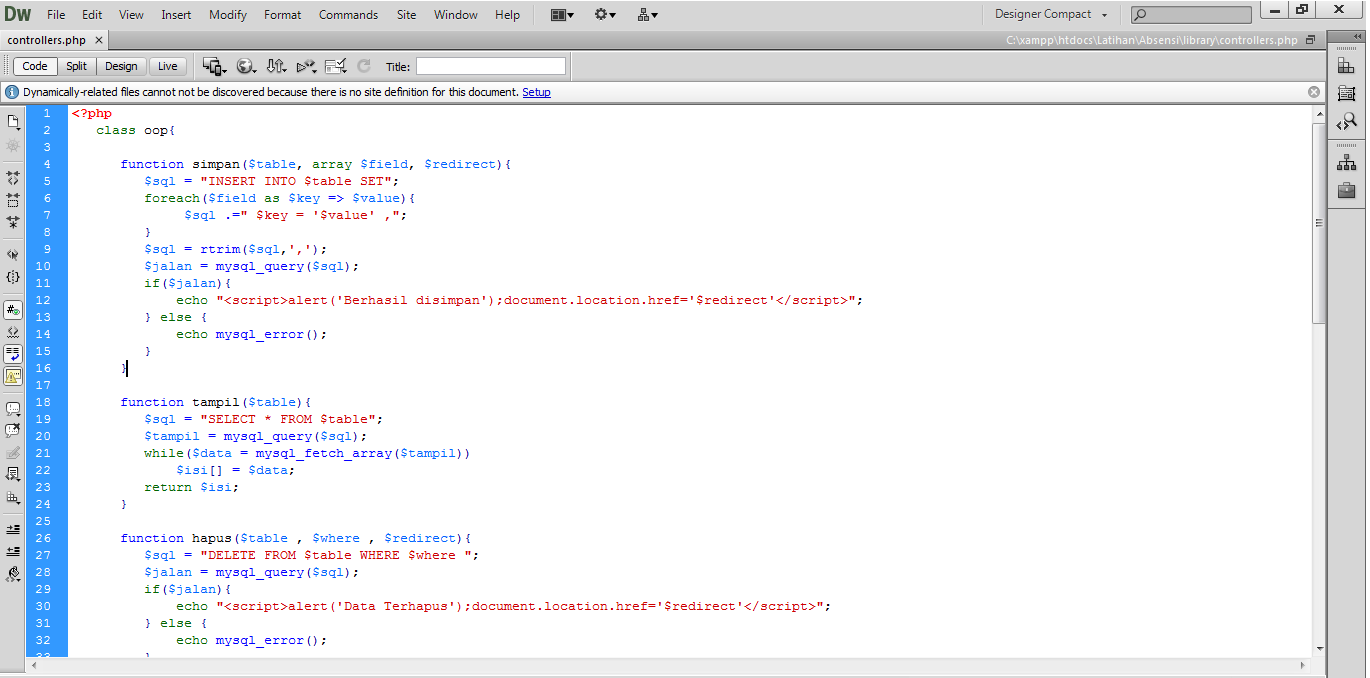 Dw File Edit View Insert Modify Format Commands Site Window Help Designer Compact
controllers.php × C:\xampp\htdocs\Latihan\Absensi\library\controllers.php
Code Split Design Live Title:
Dynamically-related files cannot not be discovered because there is no site definition for this document. Setup
1 <?php
2 class oop{
3
4 function simpan($table, array $field, $redirect){
5 $sql = "INSERT INTO $table SET";
6 foreach($field as $key => $value){
7 $sql .=" $key = '$value' ,";
8 }
9 $sql = rtrim($sql,',');
10 $jalan = mysql_query($sql);
11 if($jalan){
12 echo "<script>alert('Berhasil disimpan');document.location.href='$redirect'</script>";
13 } else {
14 echo mysql_error();
15 }
16 }
17
18 function tampil($table){
19 $sql = "SELECT * FROM $table";
20 $tampil = mysql_query($sql);
21 while($data = mysql_fetch_array($tampil))
22 $isi[] = $data;
23 return $isi;
24 }
25
26 function hapus($table , $where , $redirect){
27 $sql = "DELETE FROM $table WHERE $where ";
28 $jalan = mysql_query($sql);
29 if($jalan){
30 echo "<script>alert('Data Terhapus');document.location.href='$redirect'</script>";
31 } else {
32 echo mysql_error();
33 }